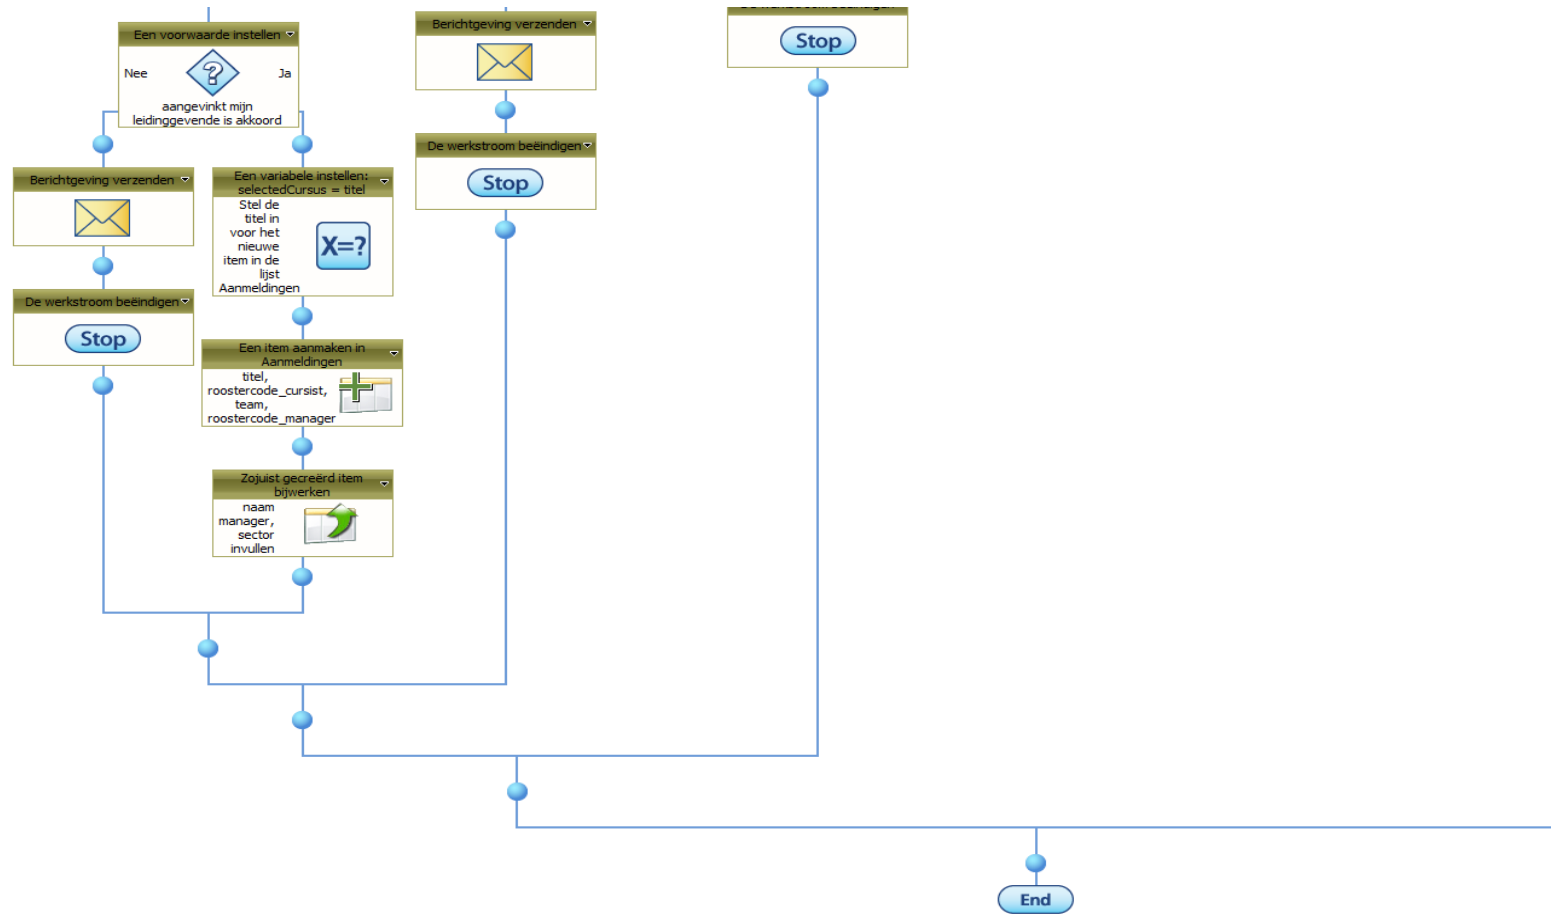 Een voorwaarde instellen
Nee
Ja
aangevinkt mijn
leidinggevende is akkoord
Berichtgeving verzenden
De werkstroom beëindigen
Stop
Een variabele instellen:
selectedCursus = titel
Stel de
titel in
voor het
nieuwe
item in de
lijst
Aanmeldingen
X=?
Een item aanmaken in
Aanmeldingen
titel,
roostercode_cursist,
team,
roostercode_manager
Zojuist gecreërd item
bijwerken
naam
manager,
sector
invullen
Berichtgeving verzenden
De werkstroom beëindigen
Stop
De werkstroom beëindigen
Stop
End